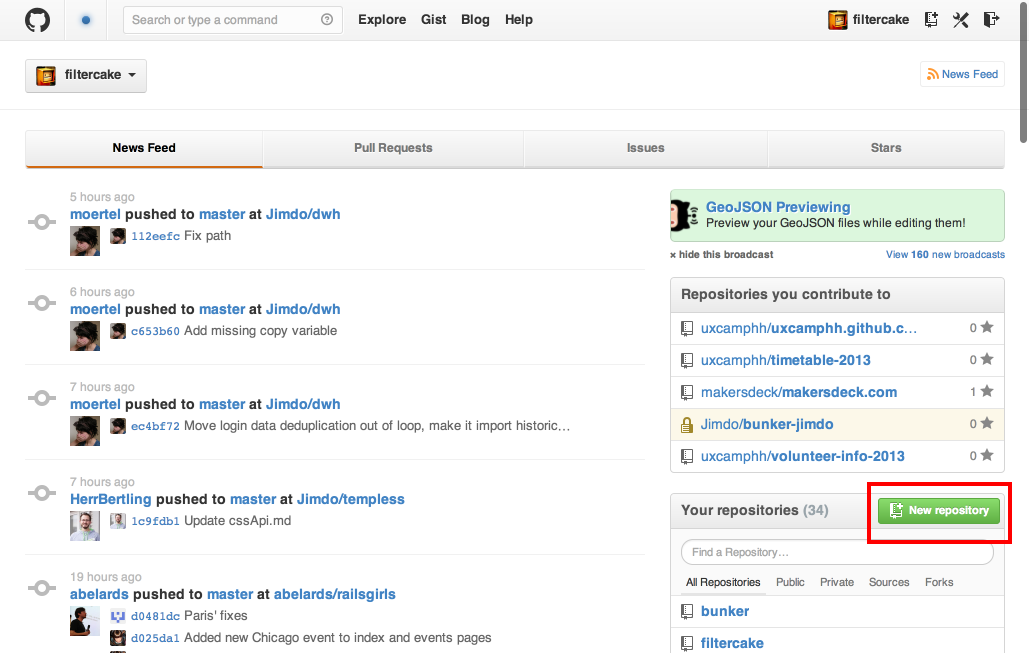 Search or type a command
Explore Gist Blog Help
filtercake
filtercake
News Feed
News Feed Pull Requests Issues Stars
5 hours ago
moertel pushed to master at Jimdo/dwh
112eefc Fix path
6 hours ago
moertel pushed to master at Jimdo/dwh
c653b60 Add missing copy variable
7 hours ago
moertel pushed to master at Jimdo/dwh
ec4bf72 Move login data deduplication out of loop, make it import historic…
7 hours ago
HerrBertling pushed to master at Jimdo/templess
1c9fdb1 Update cssApi.md
19 hours ago
abelards pushed to master at abelards/railsgirls
d0481dc Paris' fixes
d025da1 Added new Chicago event to index and events pages
GeoJSON Previewing
Preview your GeoJSON files while editing them!
× hide this broadcast View 160 new broadcasts
Repositories you contribute to
uxcamphh/uxcamphh.github.c… 0
uxcamphh/timetable-2013 0
makersdeck/makersdeck.com 1
Jimdo/bunker-jimdo 0
uxcamphh/volunteer-info-2013 0
Your repositories (34) New repository
Find a Repository…
All Repositories Public Private Sources Forks
bunker
filtercake